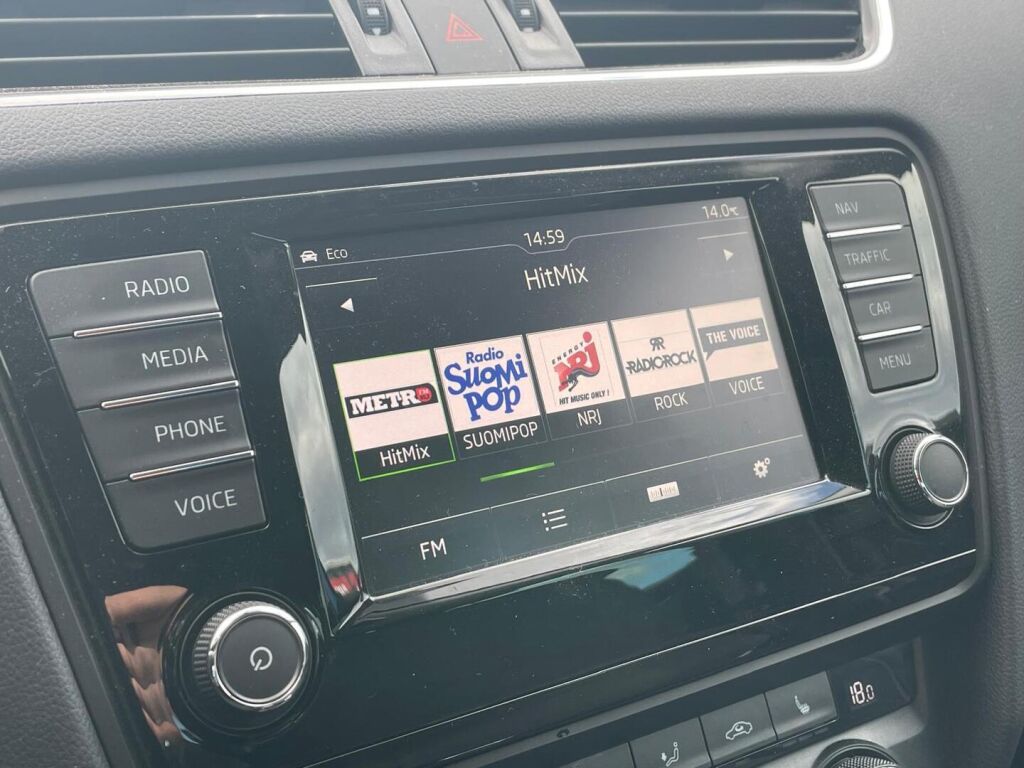 RADIO
MEDIA
PHONE
VOICE
Eco
14:59
14.0°C
HitMix
METRO
HitMix
Radio
SUOMI
POP
SUOMIPOP
ENERGY
NRJ
HIT MUSIC ONLY!
NRJ
RR
RADIO ROCK
ROCK
THE VOICE
VOICE
FM
NAV
TRAFFIC
CAR
MENU
18.0